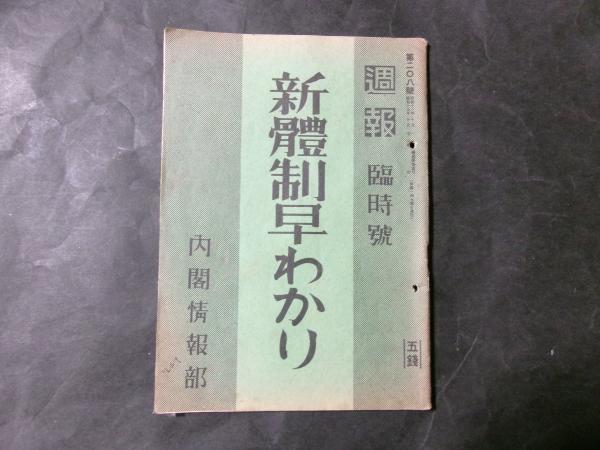 第二〇八號
週報 臨時號
新體制早わかり
內閣情報部
五錢